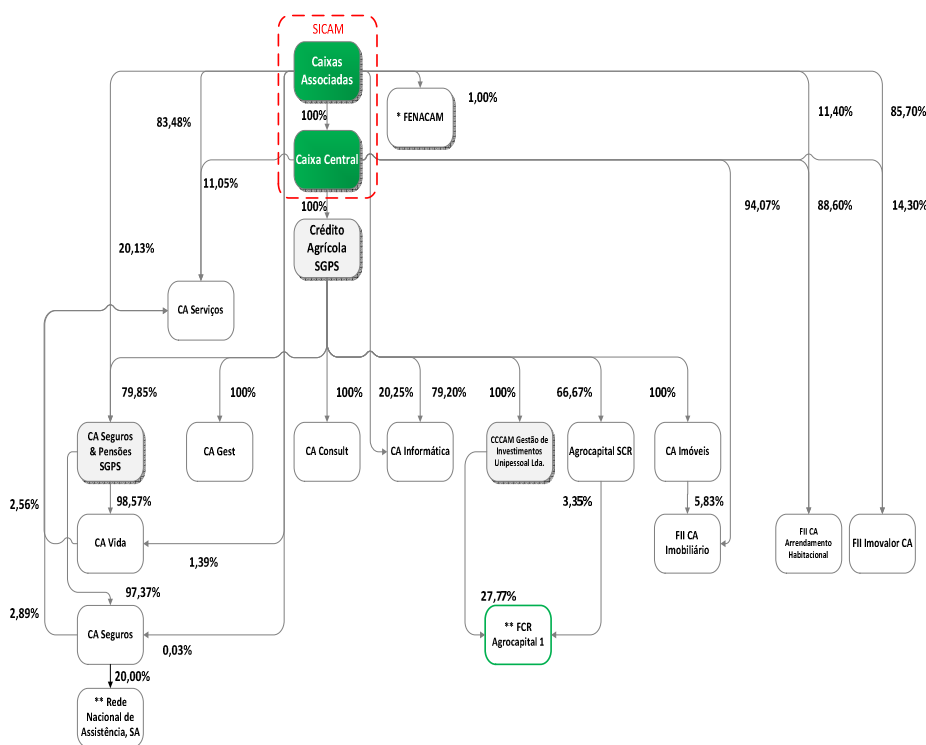 SICAM
Caixas
Associadas
* FENACAM
1,00%
11,40%
85,70%
83,48%
100%
Caixa Central
11,05%
100%
94,07%
88,60%
14,30%
20,13%
Crédito
Agrícola
SGPS
CA Serviços
79,85%
100%
100%
20,25%
79,20%
100%
66,67%
100%
CA Seguros
& Pensões
SGPS
CA Gest
CA Consult
CA Informática
CCCAM Gestão de
Investimentos
Unipessoal Lda.
Agrocapital SCR
CA Imóveis
2,56%
98,57%
3,35%
5,83%
CA Vida
1,39%
FII CA
Imobiliário
FII CA
Arrendamento
Habitacional
FII Imovalor CA
97,37%
27,77%
2,89%
CA Seguros
0,03%
** FCR
Agrocapital 1
20,00%
** Rede
Nacional de
Assistência, SA